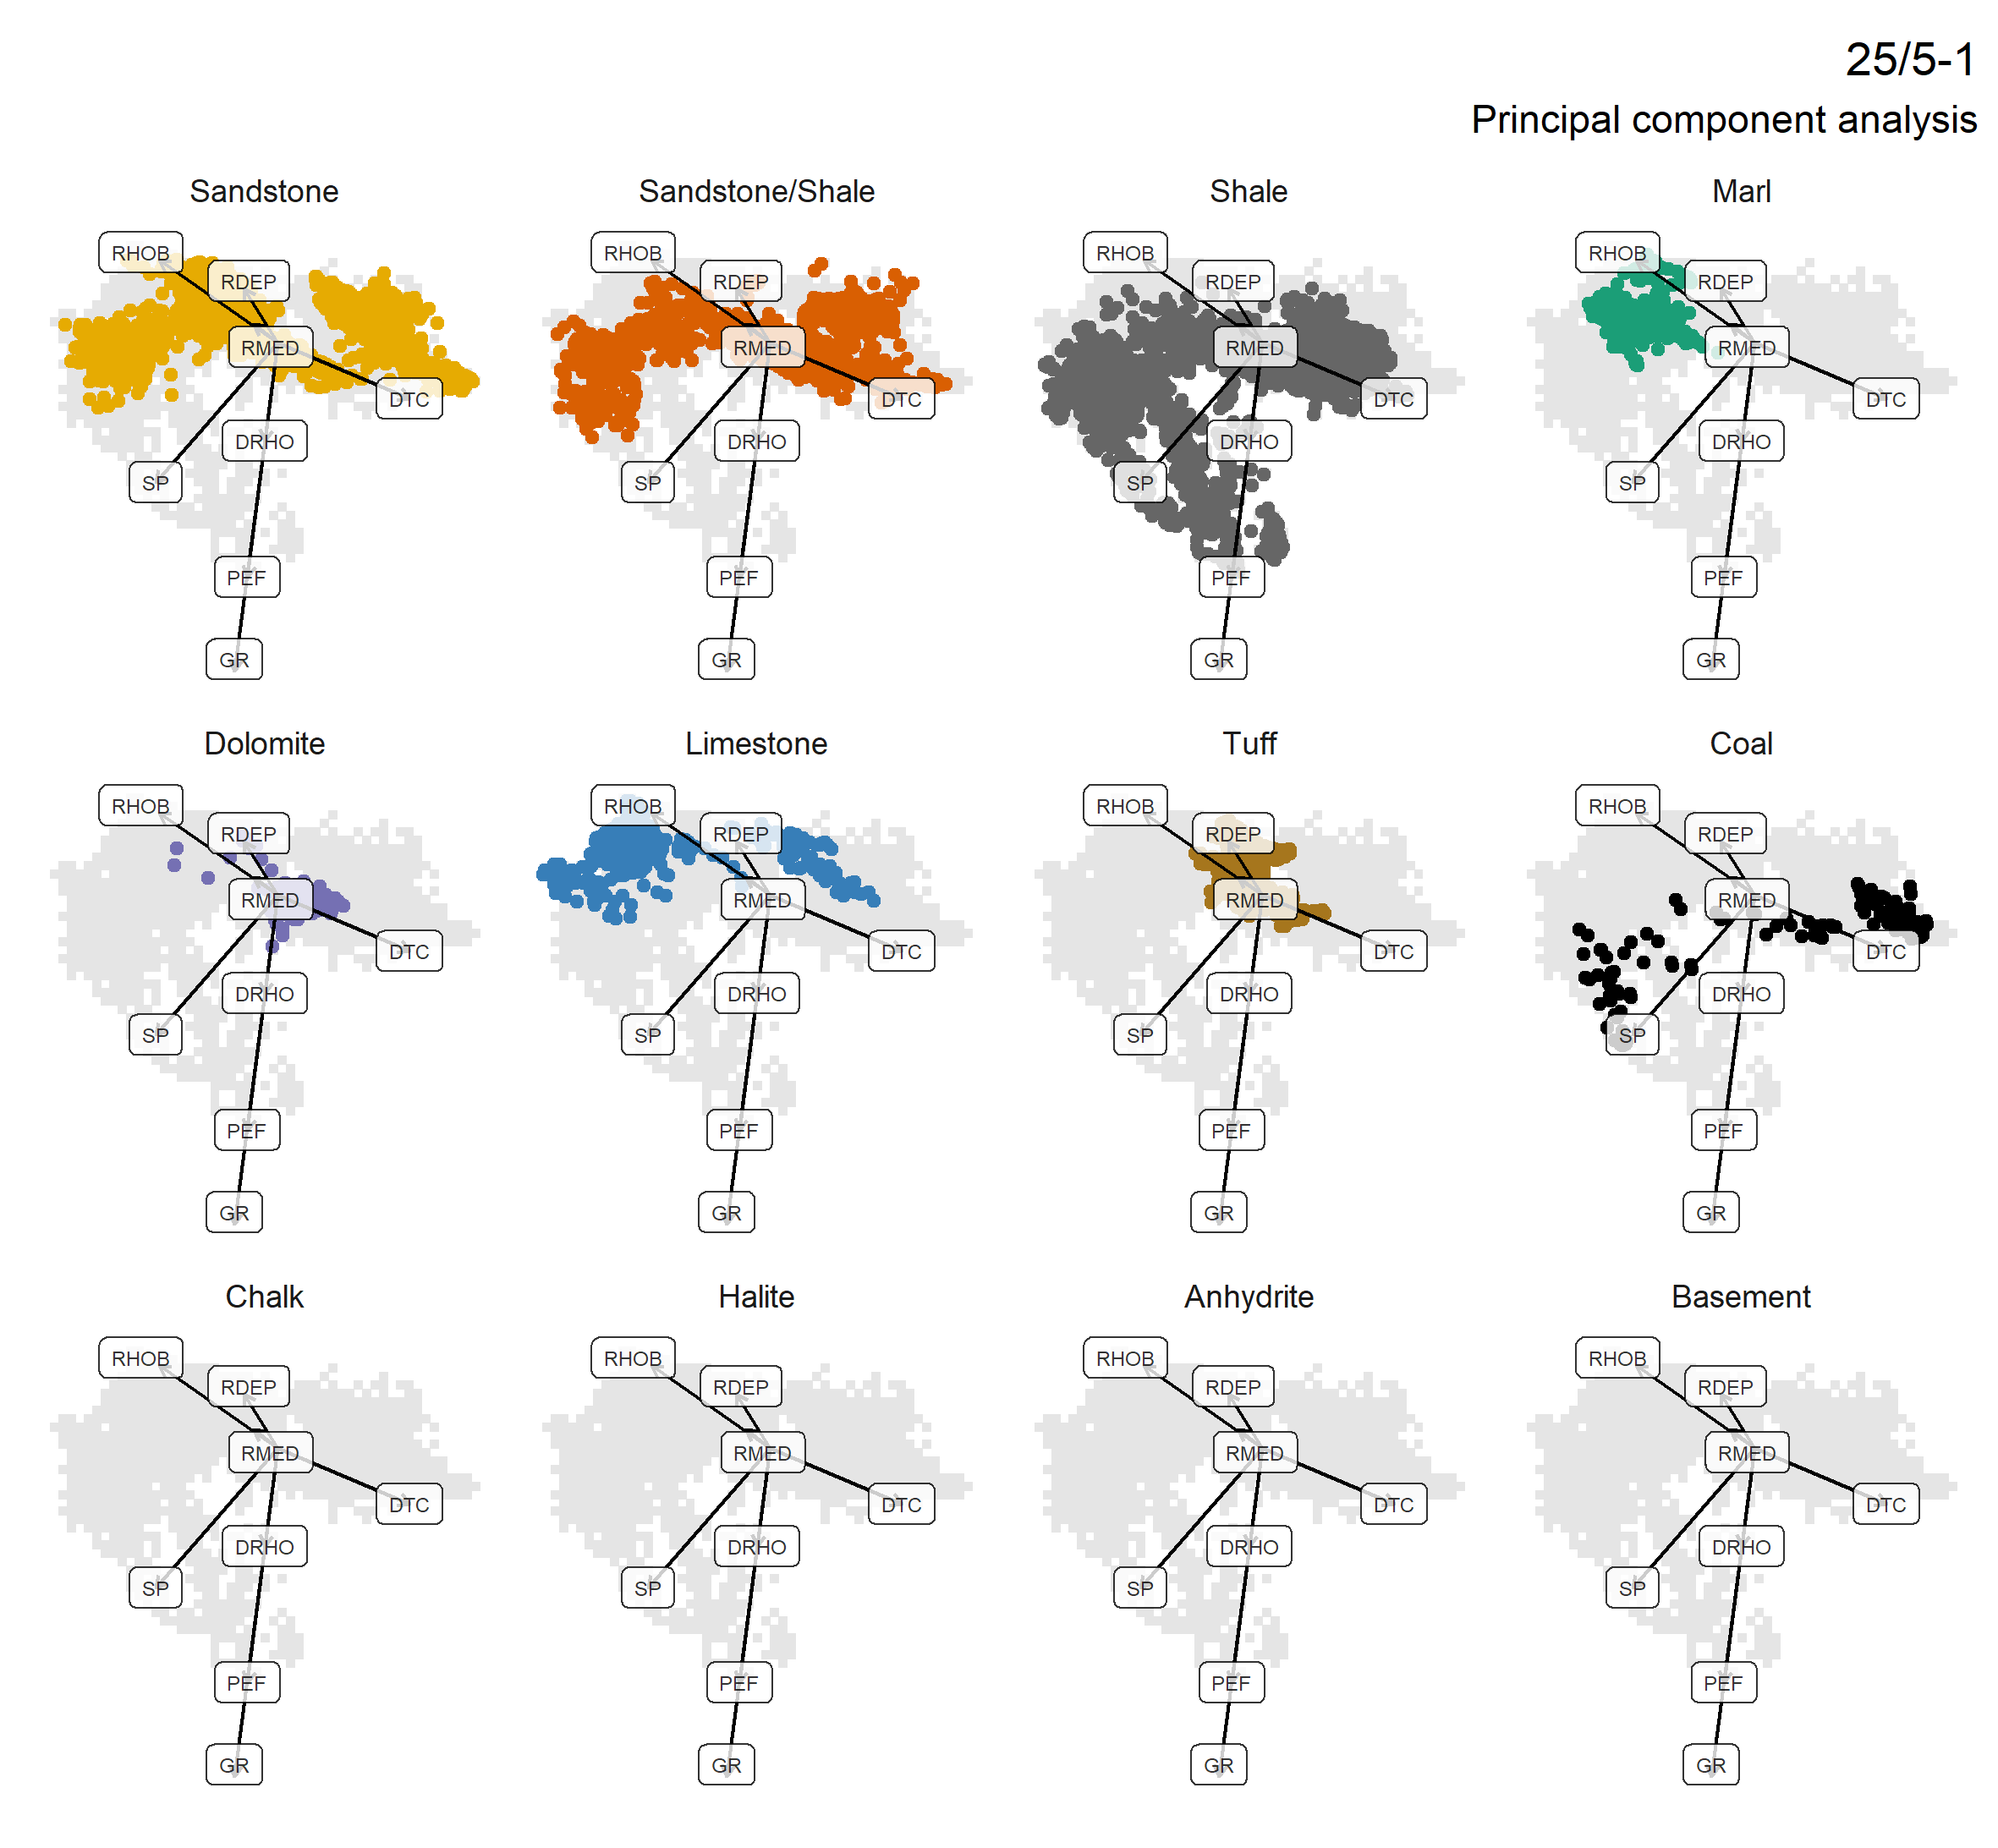 25/5-1
Principal component analysis
Sandstone
Sandstone/Shale
Shale
Marl
RHOB
RDEP
RMED
DTC
DRHO
SP
PEF
GR
RHOB
RDEP
RMED
DTC
DRHO
SP
PEF
GR
RHOB
RDEP
RMED
DTC
DRHO
SP
PEF
GR
RHOB
RDEP
RMED
DTC
DRHO
SP
PEF
GR
Dolomite
Limestone
Tuff
Coal
RHOB
RDEP
RMED
DTC
DRHO
SP
PEF
GR
RHOB
RDEP
RMED
DTC
DRHO
SP
PEF
GR
RHOB
RDEP
RMED
DTC
DRHO
SP
PEF
GR
RHOB
RDEP
RMED
DTC
DRHO
SP
PEF
GR
Chalk
Halite
Anhydrite
Basement
RHOB
RDEP
RMED
DTC
DRHO
SP
PEF
GR
RHOB
RDEP
RMED
DTC
DRHO
SP
PEF
GR
RHOB
RDEP
RMED
DTC
DRHO
SP
PEF
GR
RHOB
RDEP
RMED
DTC
DRHO
SP
PEF
GR